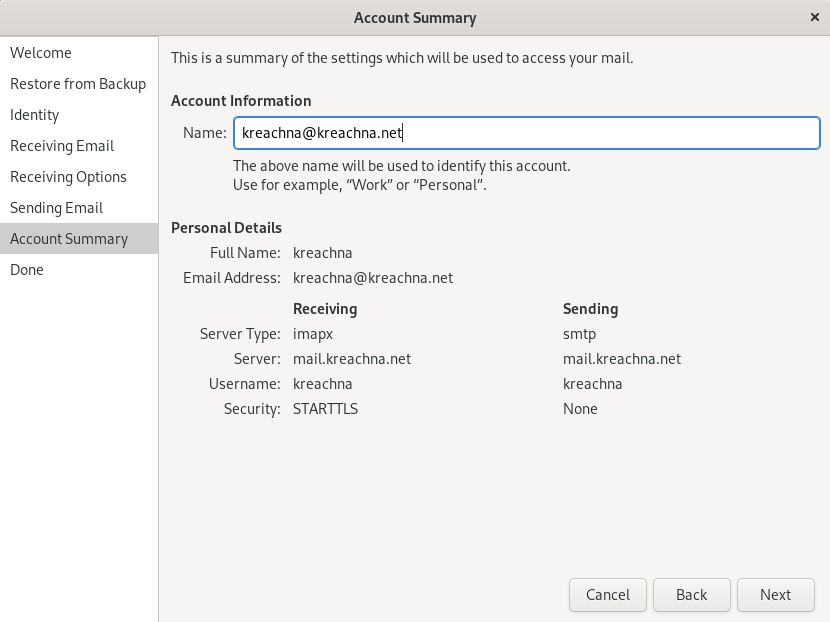 Account Summary
×
Welcome
Restore from Backup
Identity
Receiving Email
Receiving Options
Sending Email
Account Summary
Done
This is a summary of the settings which will be used to access your mail.
Account Information
Name: kreachna@kreachna.net
The above name will be used to identify this account.
Use for example, “Work” or “Personal”.
Personal Details
Full Name: kreachna
Email Address: kreachna@kreachna.net
Receiving Sending
Server Type: imapx smtp
Server: mail.kreachna.net mail.kreachna.net
Username: kreachna kreachna
Security: STARTTLS None
Cancel Back Next